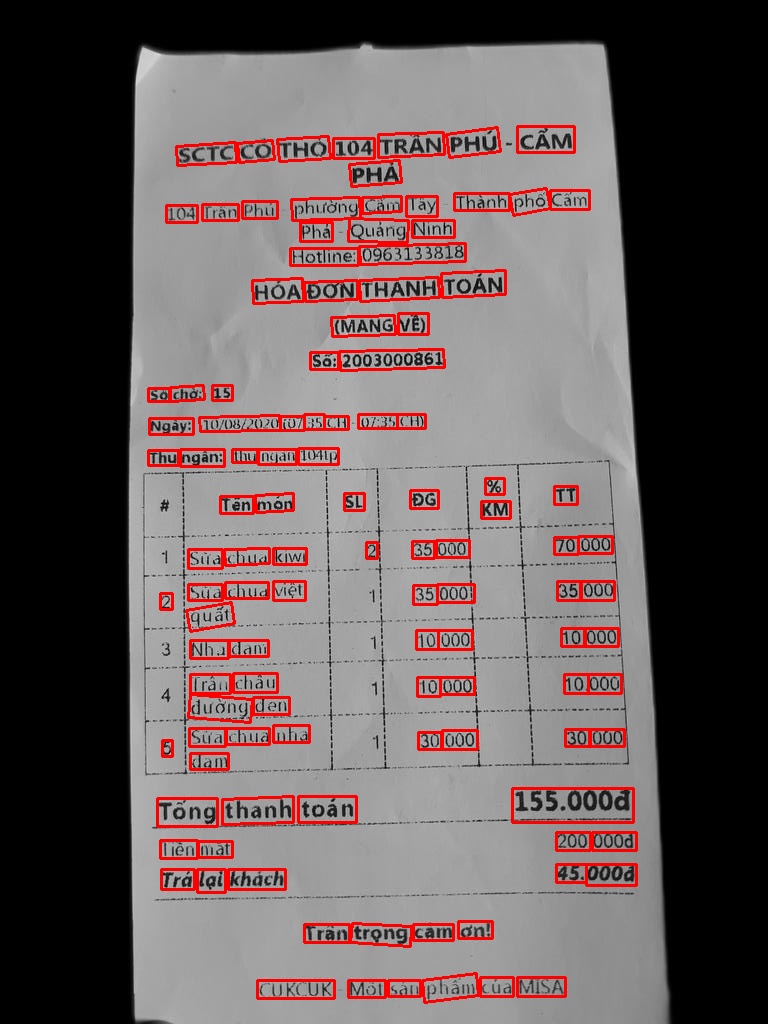 SCTC CÔ THƠ 104 TRẦN PHÚ - CẨM
PHẢ
104 Trần Phú - phường Cẩm Tây - Thành phố Cẩm
Phả - Quảng Ninh
Hotline: 0963133818
HÓA ĐƠN THANH TOÁN
(MANG VỀ)
Số: 2003000861
Số chờ: 15
Ngày: 10/08/2020 (07:35 CH - 07:35 CH)
Thu ngân: thu ngân 104tp
# Tên món SL ĐG % KM TT
1 Sữa chua kiwi 2 35.000 70.000
2 Sữa chua việt quất 1 35.000 35.000
3 Nha đam 1 10.000 10.000
4 Trân châu đường đen 1 10.000 10.000
5 Sữa chua nha đam 1 30.000 30.000
Tổng thanh toán 155.000đ
Tiền mặt 200.000đ
Trả lại khách 45.000đ
Trân trọng cảm ơn!
CUKCUK - Một sản phẩm của MISA